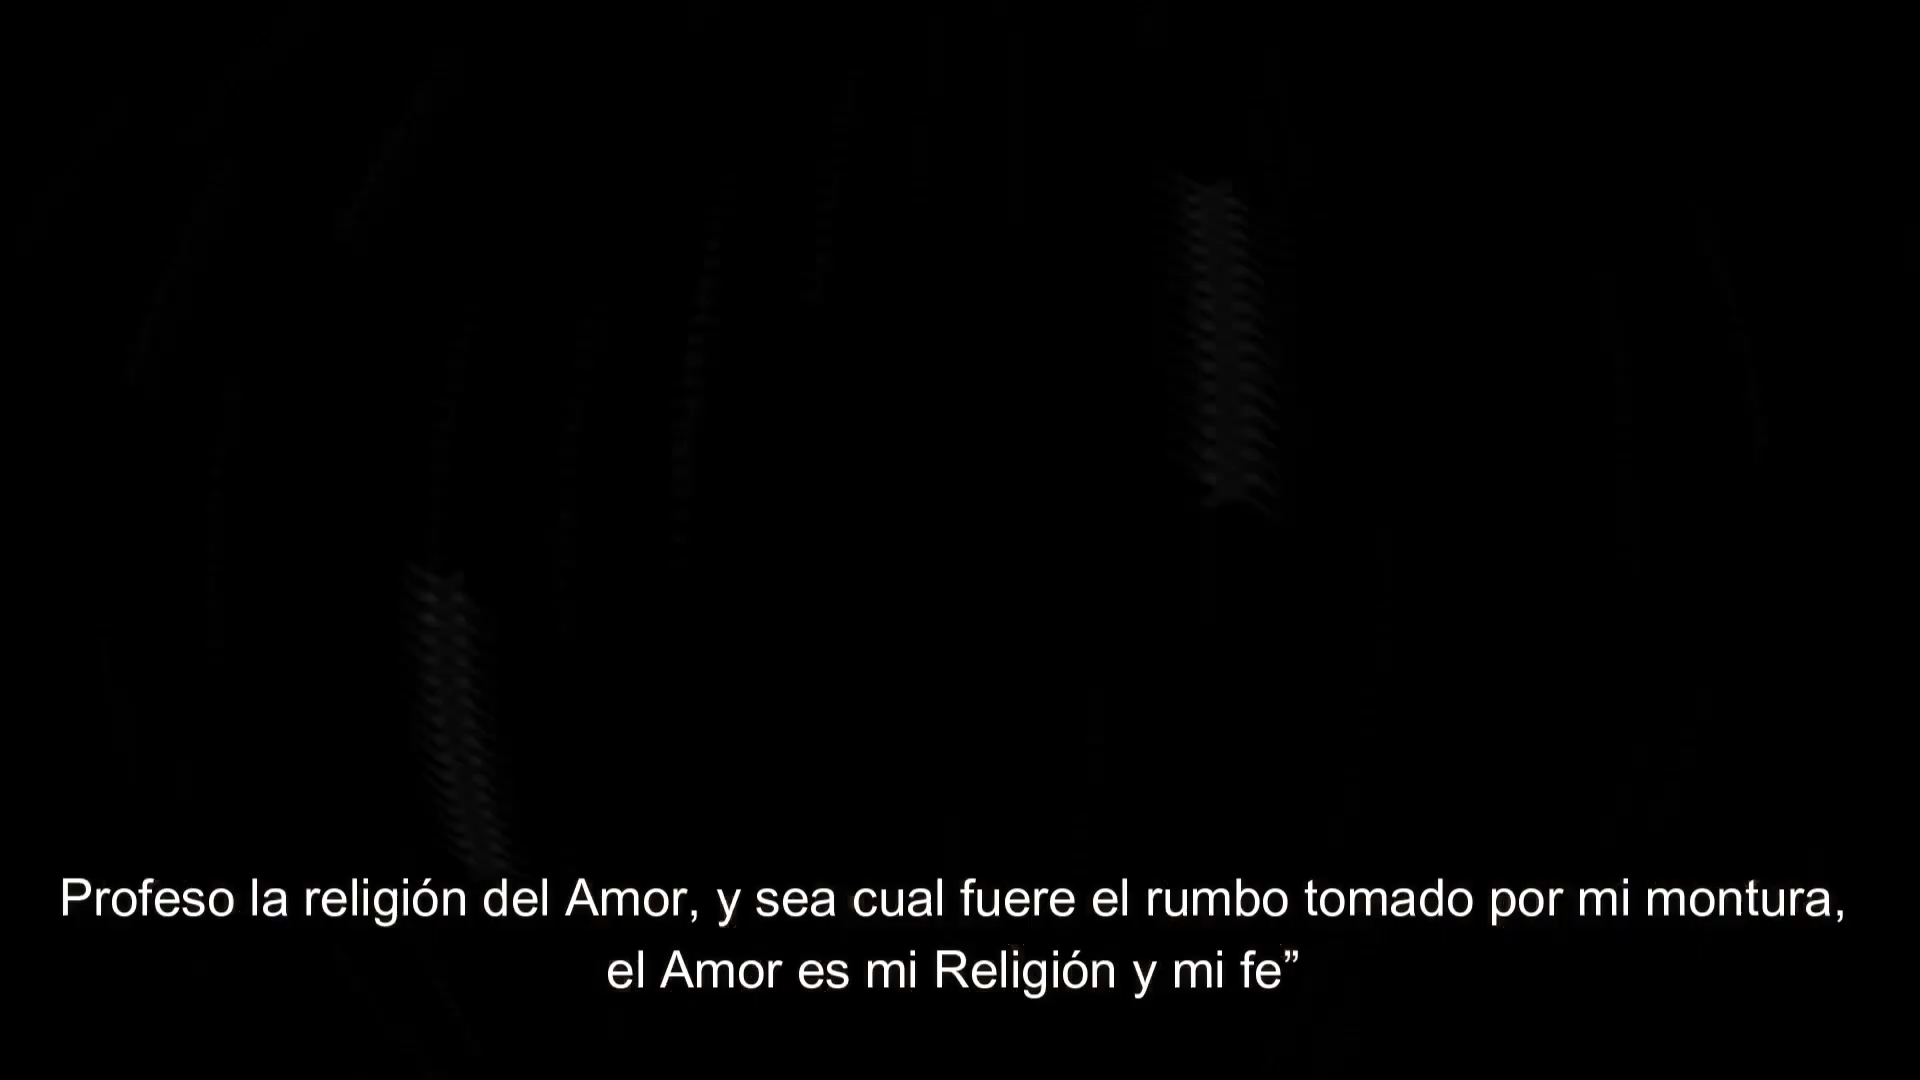 Profeso la religión del Amor, y sea cual fuere el rumbo tomado por mi montura,
el Amor es mi Religión y mi fe”